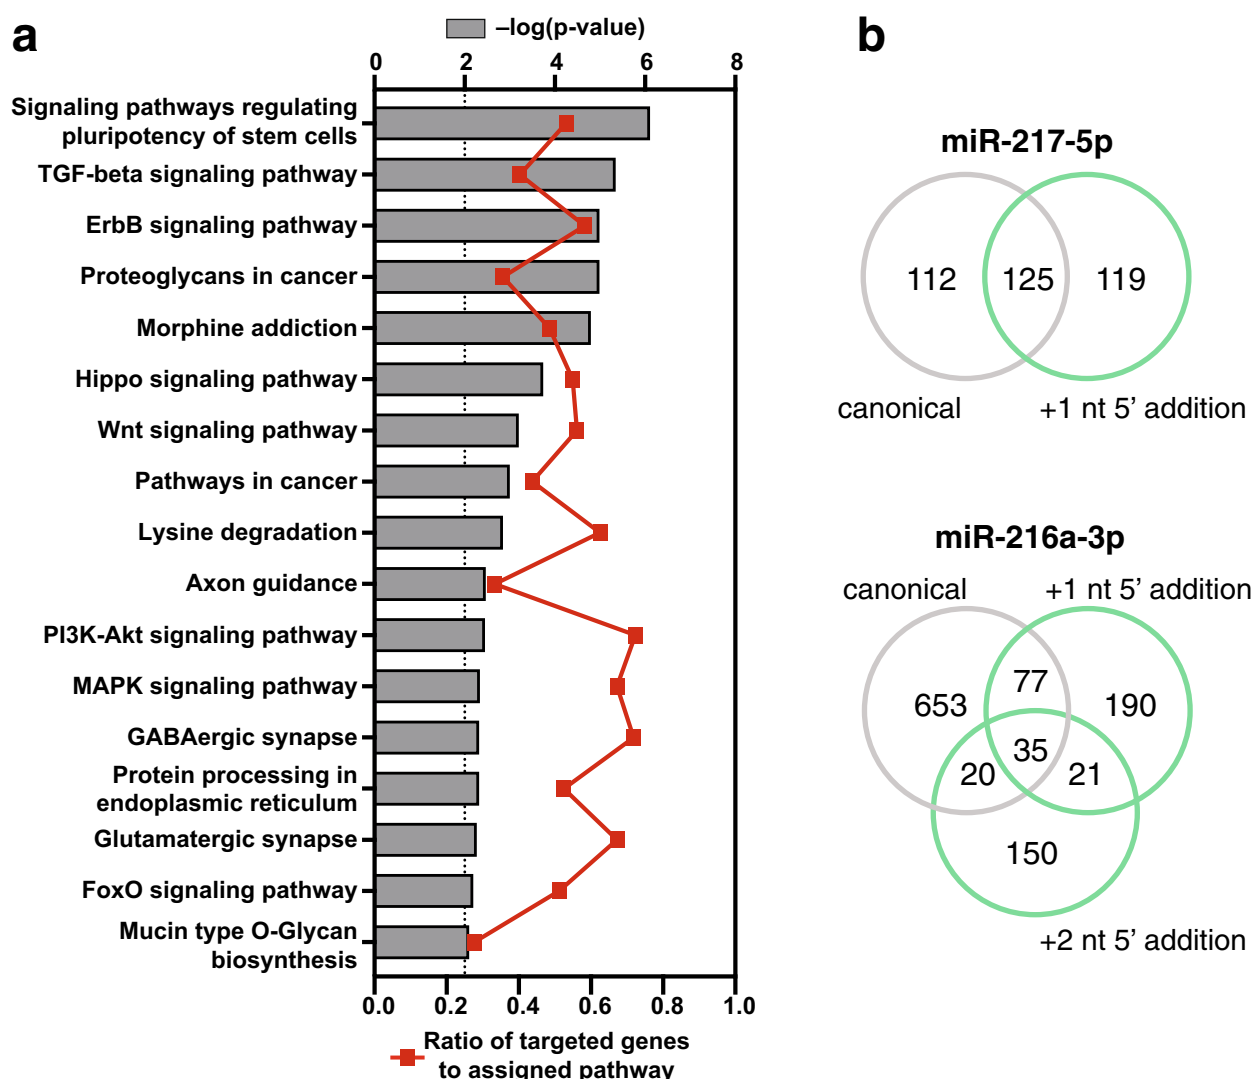 a
–log(p-value)
0 2 4 6 8
Signaling pathways regulating
pluripotency of stem cells
TGF-beta signaling pathway
ErbB signaling pathway
Proteoglycans in cancer
Morphine addiction
Hippo signaling pathway
Wnt signaling pathway
Pathways in cancer
Lysine degradation
Axon guidance
PI3K-Akt signaling pathway
MAPK signaling pathway
GABAergic synapse
Protein processing in
endoplasmic reticulum
Glutamatergic synapse
FoxO signaling pathway
Mucin type O-Glycan
biosynthesis
0.0 0.2 0.4 0.6 0.8 1.0
Ratio of targeted genes
to assigned pathway
b
miR-217-5p
112 125 119
canonical +1 nt 5’ addition
miR-216a-3p
canonical +1 nt 5’ addition
77
653 190
35
20 21
150
+2 nt 5’ addition